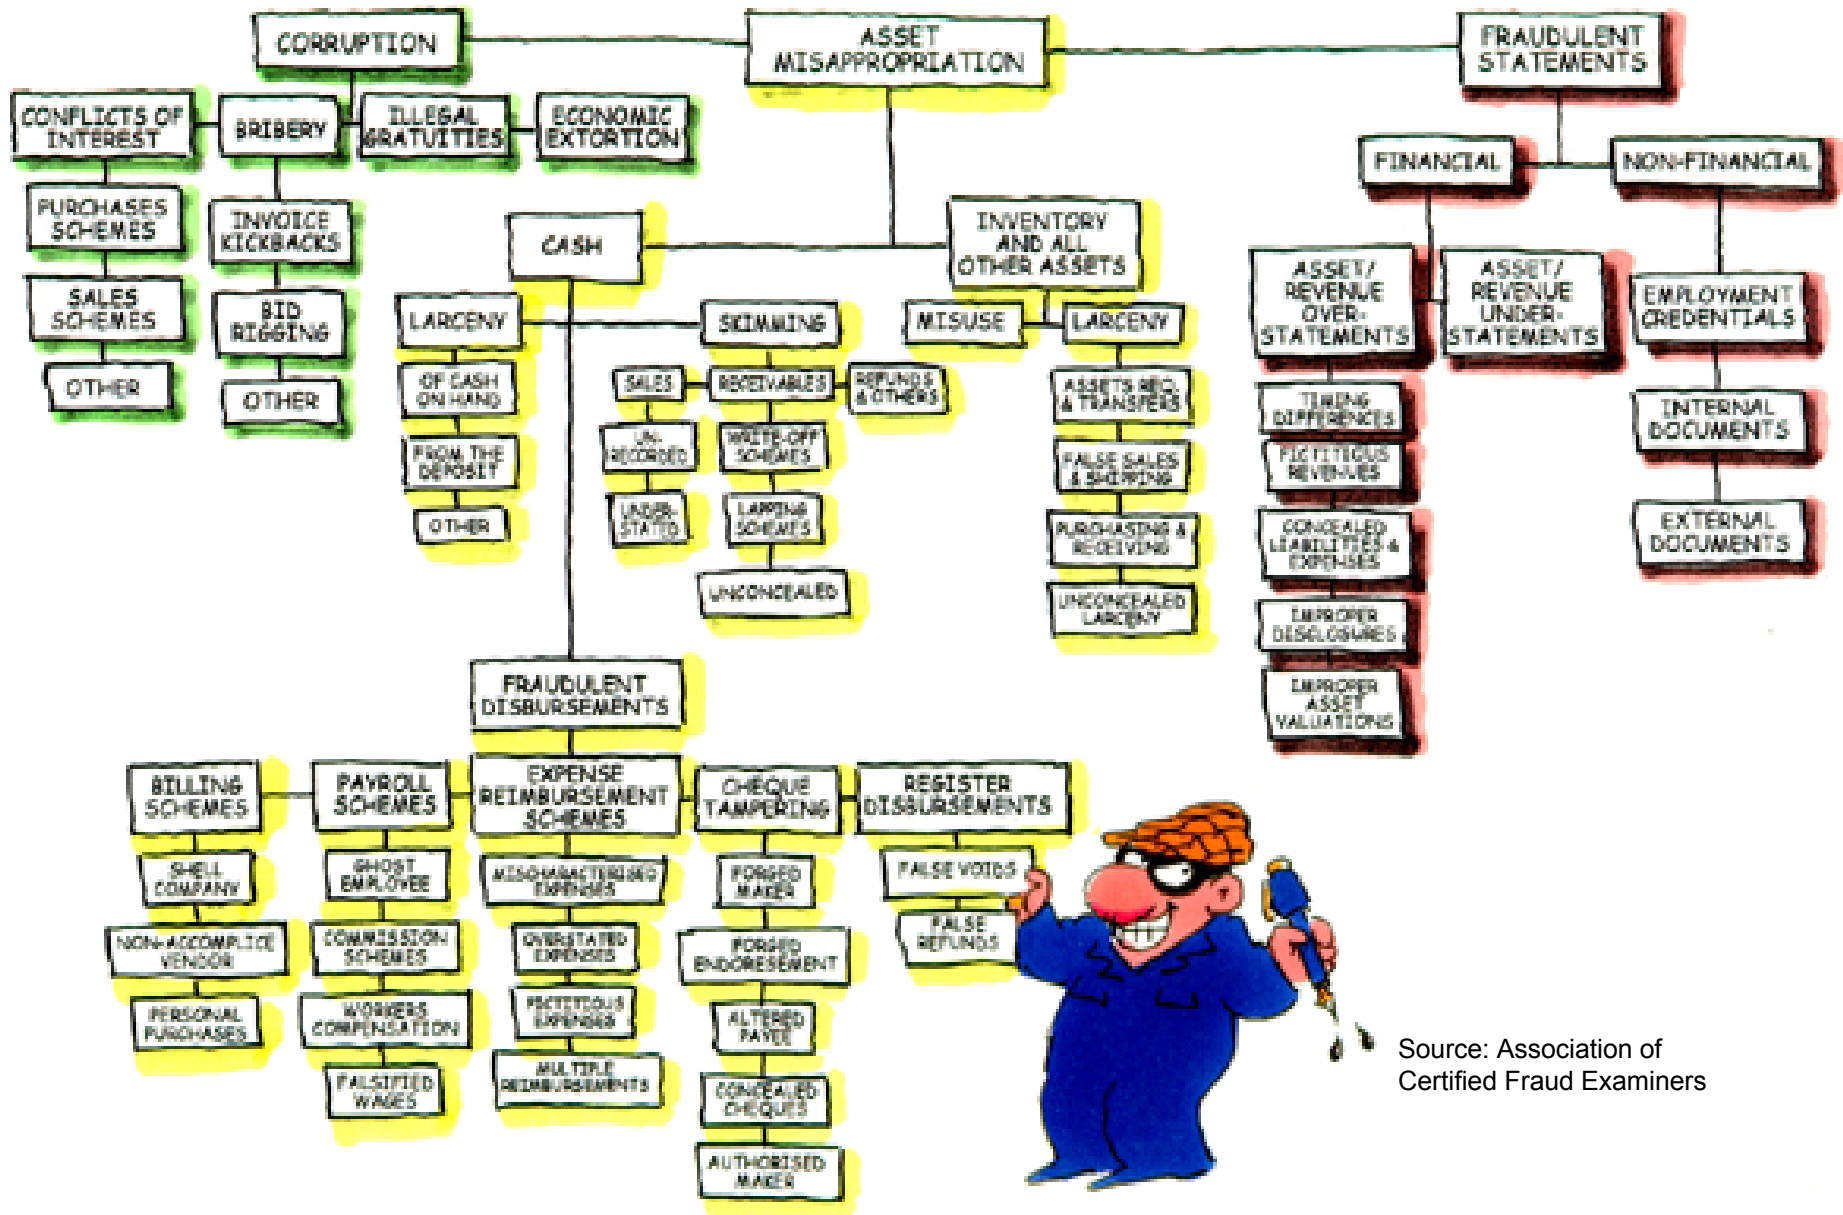 CORRUPTION
ASSET
MISAPPROPRIATION
FRAUDULENT
STATEMENTS
CONFLICTS OF
INTEREST
BRIBERY
ILLEGAL
GRATUITIES
ECONOMIC
EXTORTION
FINANCIAL
NON-FINANCIAL
PURCHASES
SCHEMES
SALES
SCHEMES
OTHER
INVOICE
KICKBACKS
BID
RIGGING
OTHER
CASH
INVENTORY
AND ALL
OTHER ASSETS
LARCENY
SKIMMING
MISUSE
LARCENY
OF CASH
ON HAND
FROM THE
DEPOSIT
OTHER
SALES
RECEIVABLES
REFUNDS
& OTHERS
UN-
RECORDED
UNDER-
STATED
WRITE-OFF
SCHEMES
LAPPING
SCHEMES
UNCONCEALED
ASSETS REQ.
& TRANSFERS
FALSE SALES
& SHIPPING
PURCHASING &
RECEIVING
UNCONCEALED
LARCENY
ASSET/
REVENUE
OVER-
STATEMENTS
ASSET/
REVENUE
UNDER-
STATEMENTS
TIMING
DIFFERENCES
FICTITIOUS
REVENUES
CONCEALED
LIABILITIES &
EXPENSES
IMPROPER
DISCLOSURES
IMPROPER
ASSET
VALUATIONS
EMPLOYMENT
CREDENTIALS
INTERNAL
DOCUMENTS
EXTERNAL
DOCUMENTS
FRAUDULENT
DISBURSEMENTS
BILLING
SCHEMES
PAYROLL
SCHEMES
EXPENSE
REIMBURSEMENT
SCHEMES
CHEQUE
TAMPERING
REGISTER
DISBURSEMENTS
SHELL
COMPANY
NON-ACCOMPLICE
VENDOR
PERSONAL
PURCHASES
GHOST
EMPLOYEE
COMMISSION
SCHEMES
WORKERS
COMPENSATION
FALSIFIED
WAGES
MISCHARACTERISED
EXPENSES
OVERSTATED
EXPENSES
FICTITIOUS
EXPENSES
MULTIPLE
REIMBURSEMENTS
FORGED
MAKER
FORGED
ENDORESEMENT
ALTERED
PAYEE
CONCEALED
CHEQUES
AUTHORISED
MAKER
FALSE VOIDS
FALSE
REFUNDS
Source: Association of
Certified Fraud Examiners